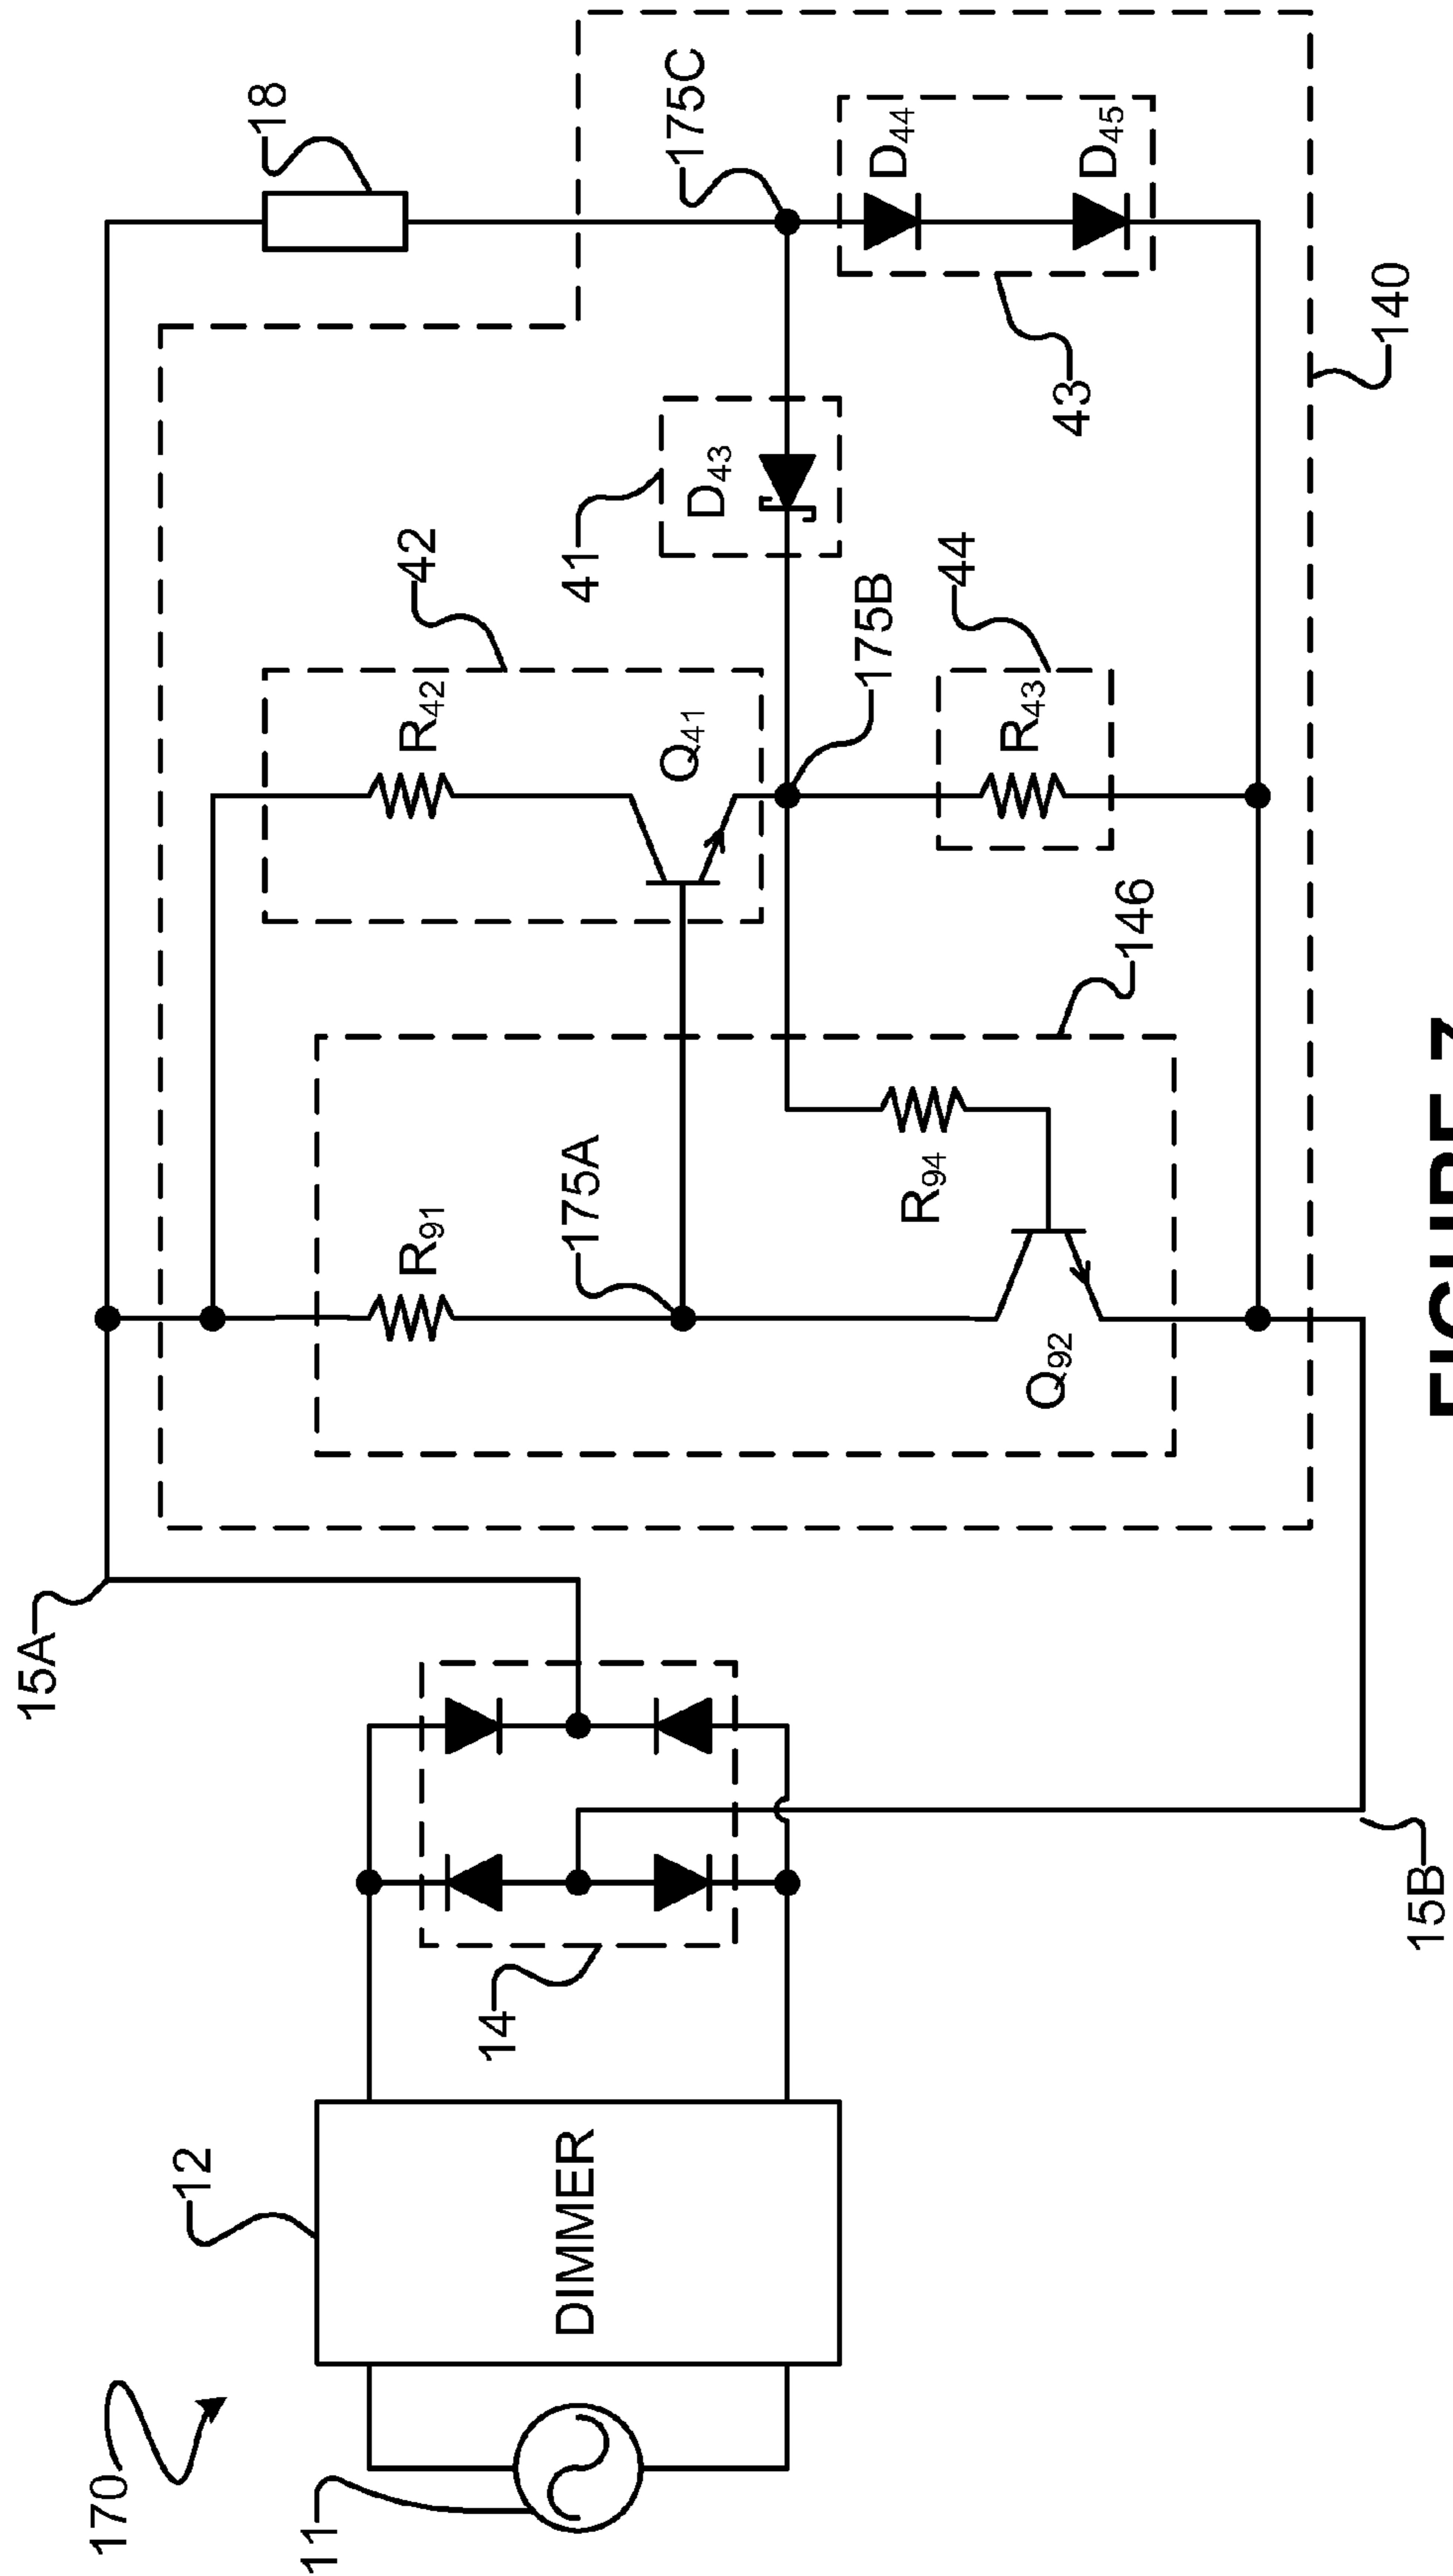 15A
170
12
18
11
R91
R42
42
14
DIMMER
175A
41
Q41
D43
175C
175B
D44
R94
44
R43
Q92
43
D45
146
140
15B
FIGURE 7